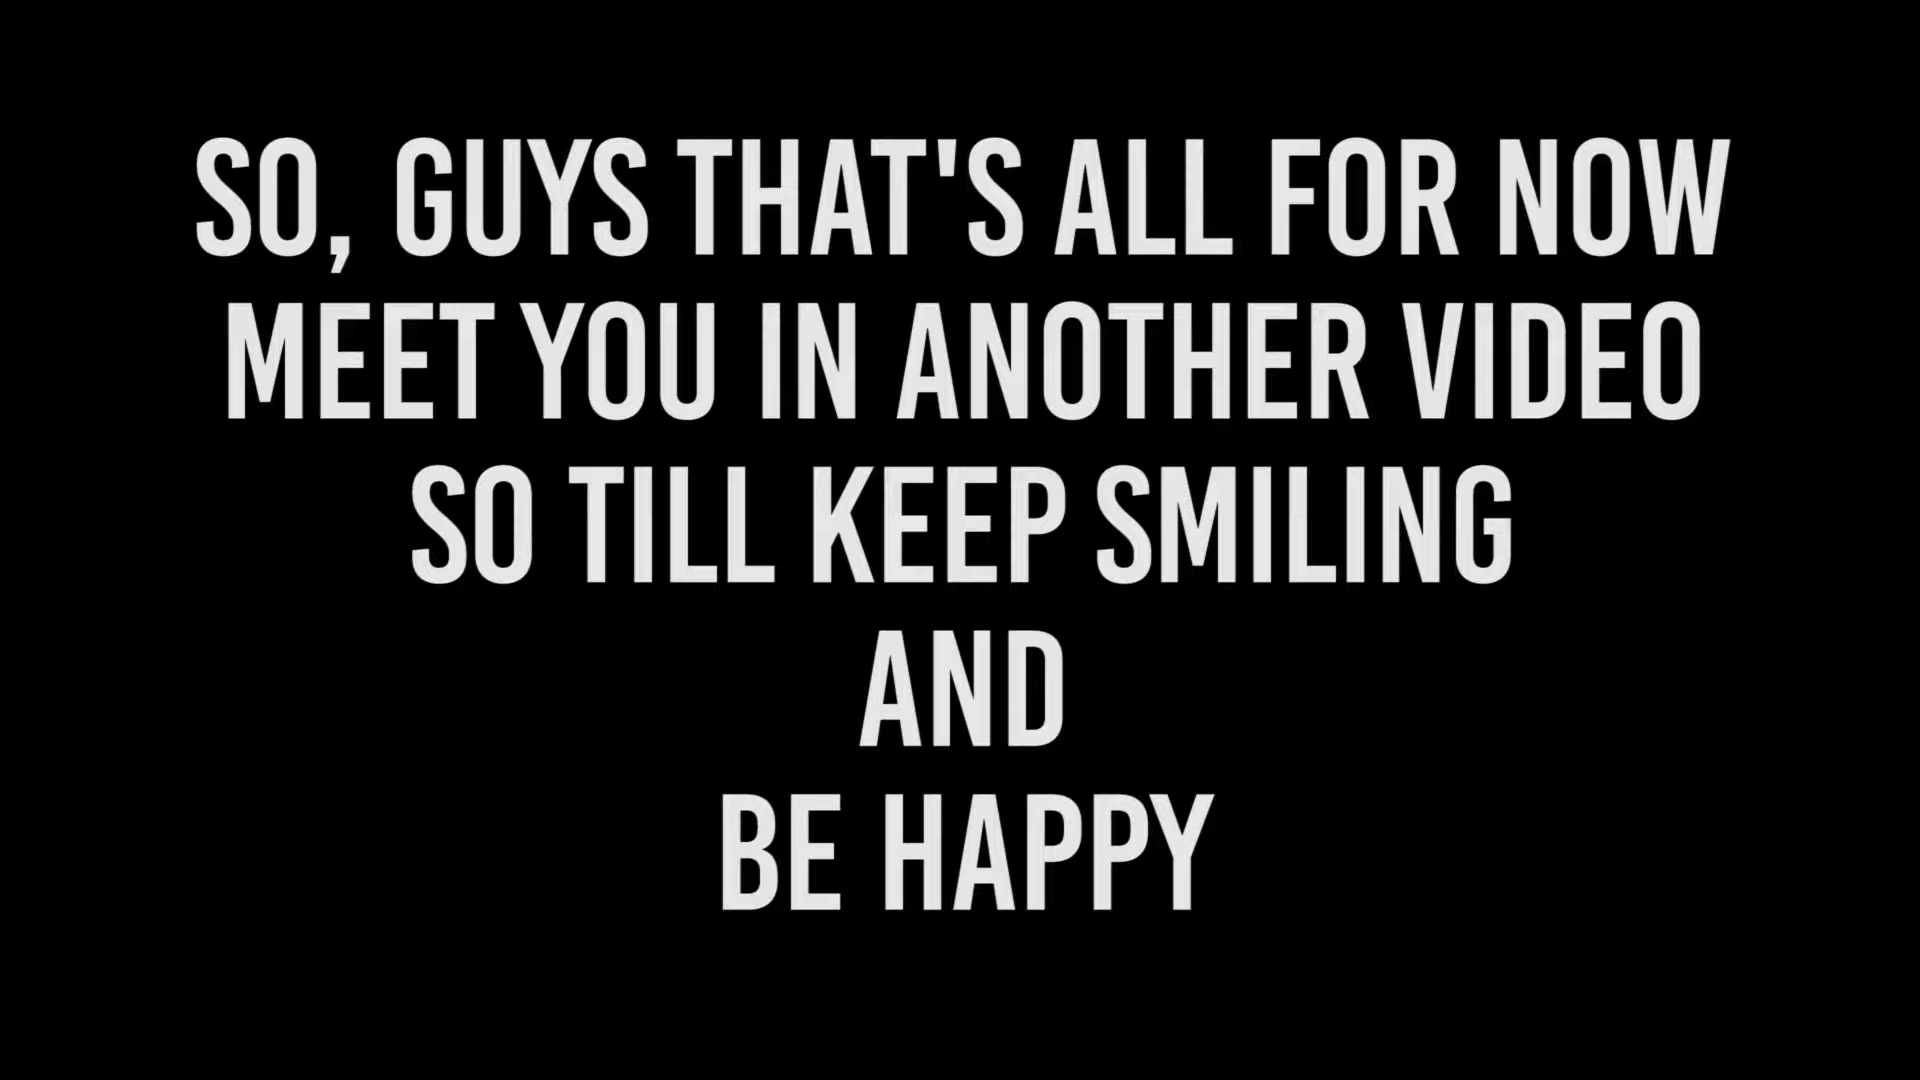 SO, GUYS THAT'S ALL FOR NOW
MEET YOU IN ANOTHER VIDEO
SO TILL KEEP SMILING
AND
BE HAPPY